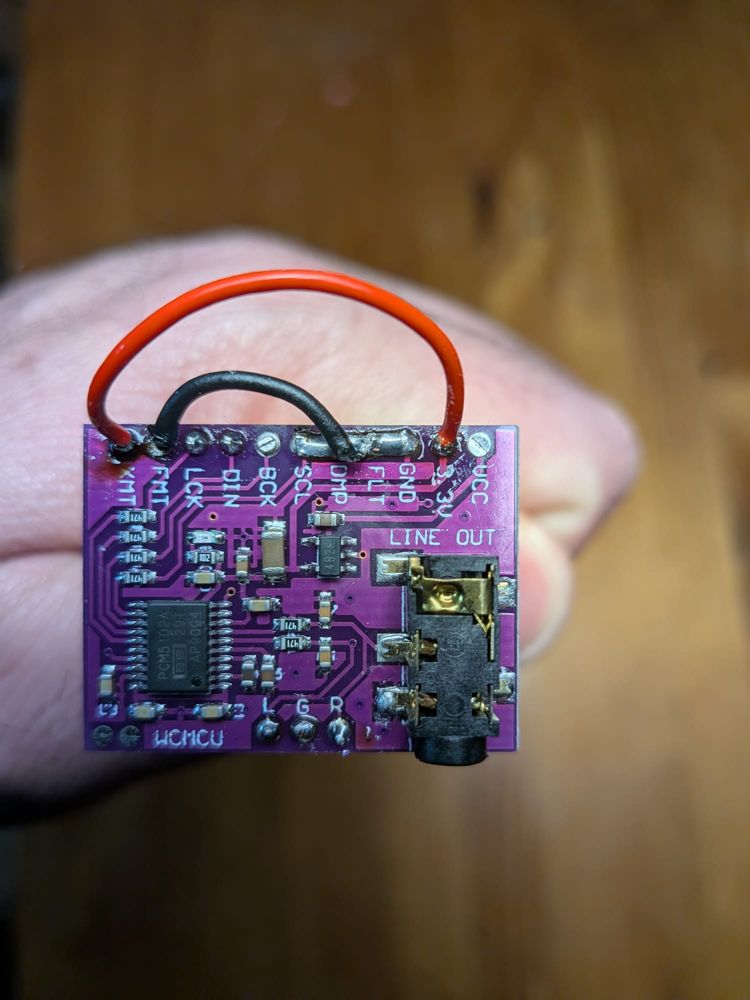 XMT FMT LCK DIN BCK SCL DMP FLT GND 3.3V VCC
LINE OUT
PCM5102A
L G R
WCMCU